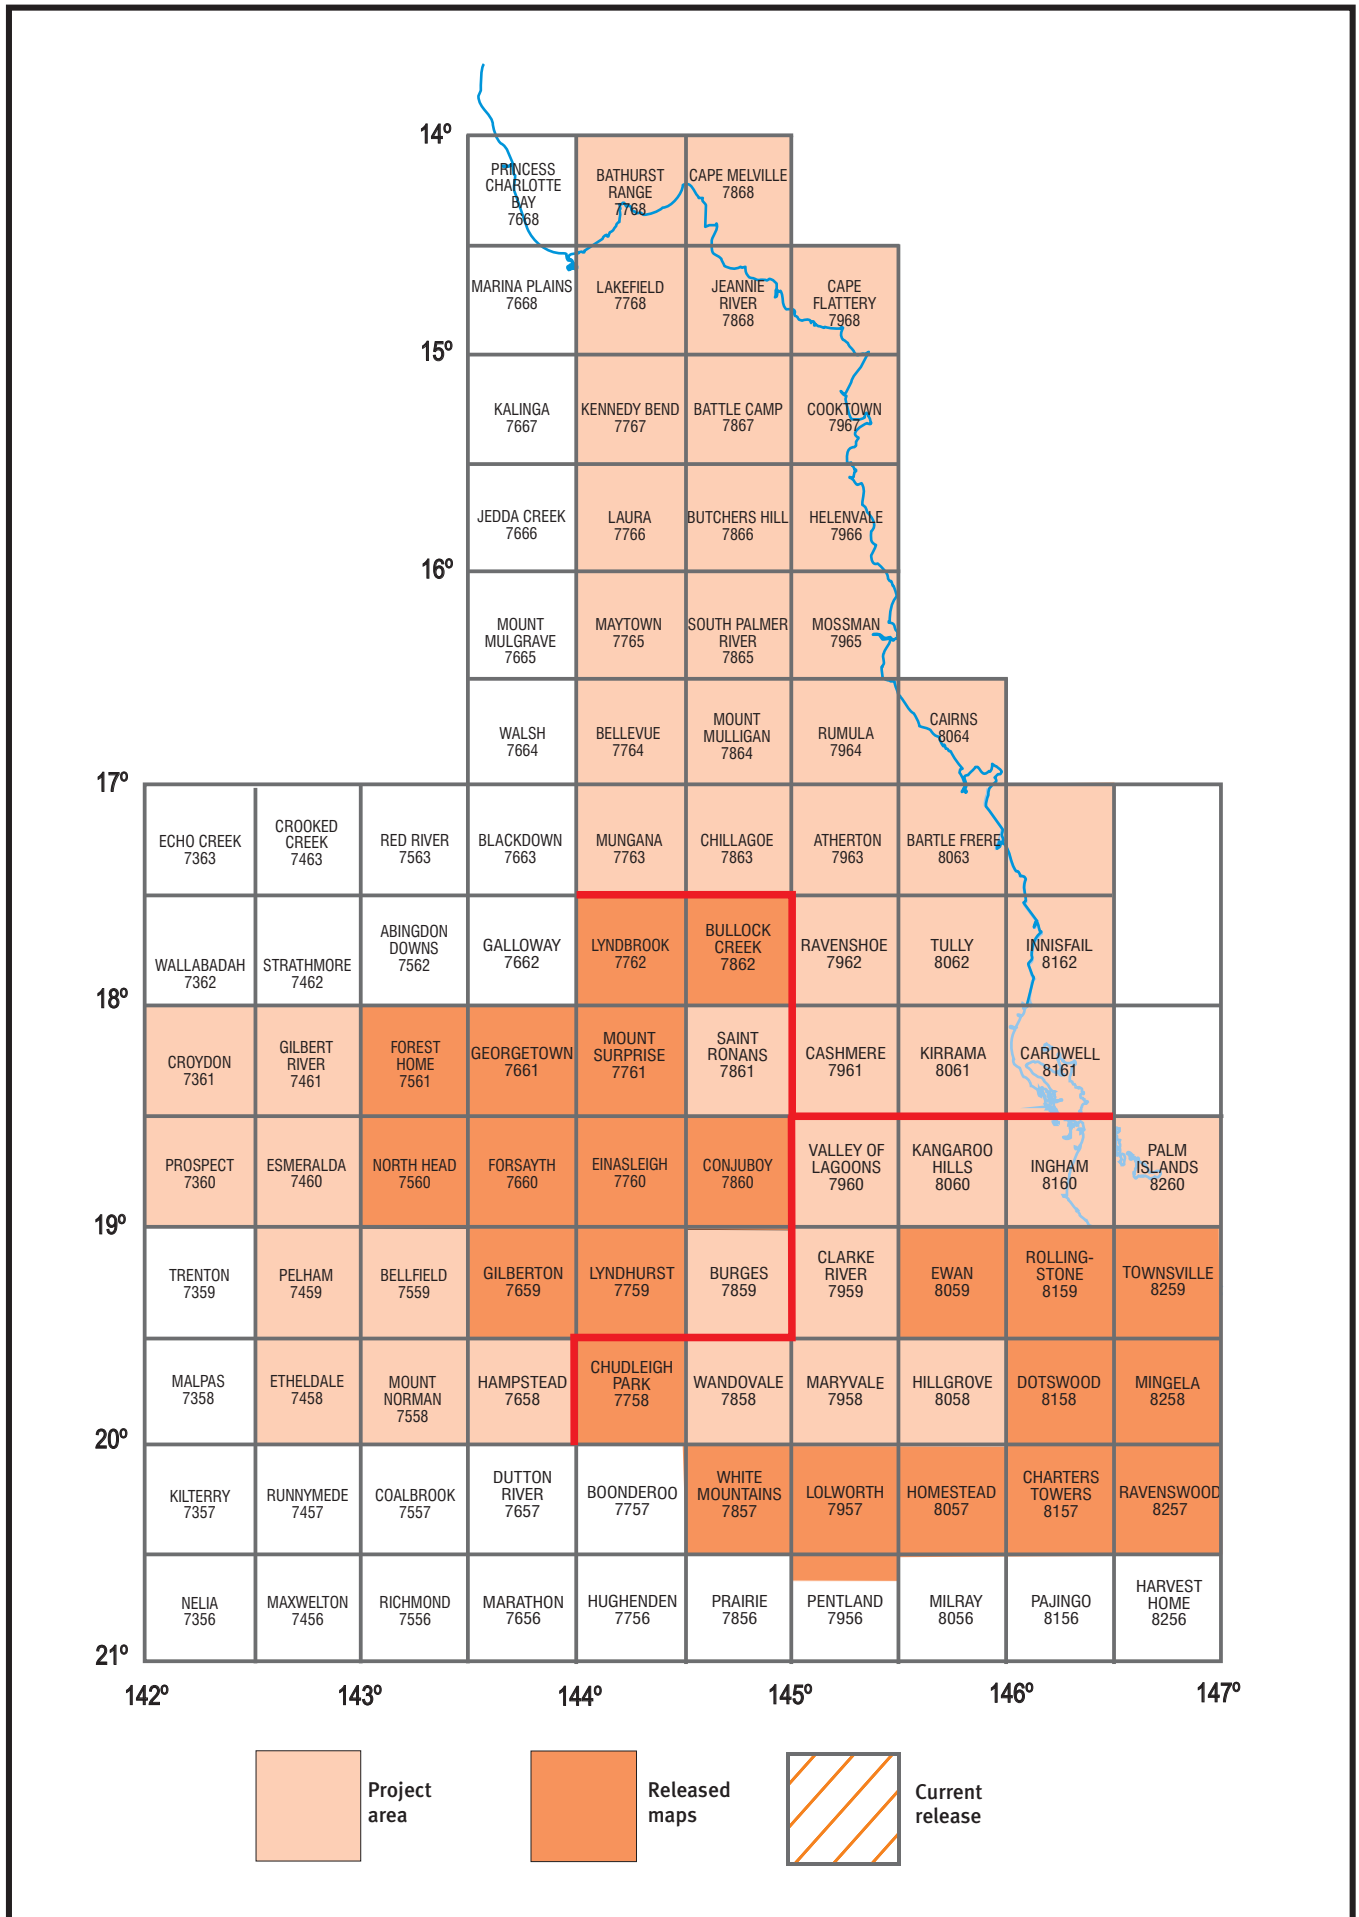 14º
PRINCESS
CHARLOTTE
BAY
7668
BATHURST
RANGE
7768
CAPE MELVILLE
7868
MARINA PLAINS
7668
LAKEFIELD
7768
JEANNIE
RIVER
7868
CAPE
FLATTERY
7968
15º
KALINGA
7667
KENNEDY BEND
7767
BATTLE CAMP
7867
COOKTOWN
7967
JEDDA CREEK
7666
LAURA
7766
BUTCHERS HILL
7866
HELENVALE
7966
16º
MOUNT
MULGRAVE
7665
MAYTOWN
7765
SOUTH PALMER
RIVER
7865
MOSSMAN
7965
WALSH
7664
BELLEVUE
7764
MOUNT
MULLIGAN
7864
RUMULA
7964
CAIRNS
8064
17º
ECHO CREEK
7363
CROOKED
CREEK
7463
RED RIVER
7563
BLACKDOWN
7663
MUNGANA
7763
CHILLAGOE
7863
ATHERTON
7963
BARTLE FRERE
8063
WALLABADAH
7362
STRATHMORE
7462
ABINGDON
DOWNS
7562
GALLOWAY
7662
LYNDBROOK
7762
BULLOCK
CREEK
7862
RAVENSHOE
7962
TULLY
8062
INNISFAIL
8162
18º
CROYDON
7361
GILBERT
RIVER
7461
FOREST
HOME
7561
GEORGETOWN
7661
MOUNT
SURPRISE
7761
SAINT
RONANS
7861
CASHMERE
7961
KIRRAMA
8061
CARDWELL
8161
PROSPECT
7360
ESMERALDA
7460
NORTH HEAD
7560
FORSAYTH
7660
EINASLEIGH
7760
CONJUBOY
7860
VALLEY OF
LAGOONS
7960
KANGAROO
HILLS
8060
INGHAM
8160
PALM
ISLANDS
8260
19º
TRENTON
7359
PELHAM
7459
BELLFIELD
7559
GILBERTON
7659
LYNDHURST
7759
BURGES
7859
CLARKE
RIVER
7959
EWAN
8059
ROLLING-
STONE
8159
TOWNSVILLE
8259
MALPAS
7358
ETHELDALE
7458
MOUNT
NORMAN
7558
HAMPSTEAD
7658
CHUDLEIGH
PARK
7758
WANDOVALE
7858
MARYVALE
7958
HILLGROVE
8058
DOTSWOOD
8158
MINGELA
8258
20º
KILTERRY
7357
RUNNYMEDE
7457
COALBROOK
7557
DUTTON
RIVER
7657
BOONDEROO
7757
WHITE
MOUNTAINS
7857
LOLWORTH
7957
HOMESTEAD
8057
CHARTERS
TOWERS
8157
RAVENSWOOD
8257
NELIA
7356
MAXWELTON
7456
RICHMOND
7556
MARATHON
7656
HUGHENDEN
7756
PRAIRIE
7856
PENTLAND
7956
MILRAY
8056
PAJINGO
8156
HARVEST
HOME
8256
21º
142º 143º 144º 145º 146º 147º
Project
area
Released
maps
Current
release